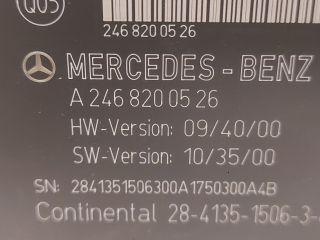 Q05
246 820 05 26
MERCEDES-BENZ
A 246 820 05 26
HW-Version: 09/40/00
SW-Version: 10/35/00
SN: 2841351506300A1750300A4B
Continental 28-4135-1506-3-